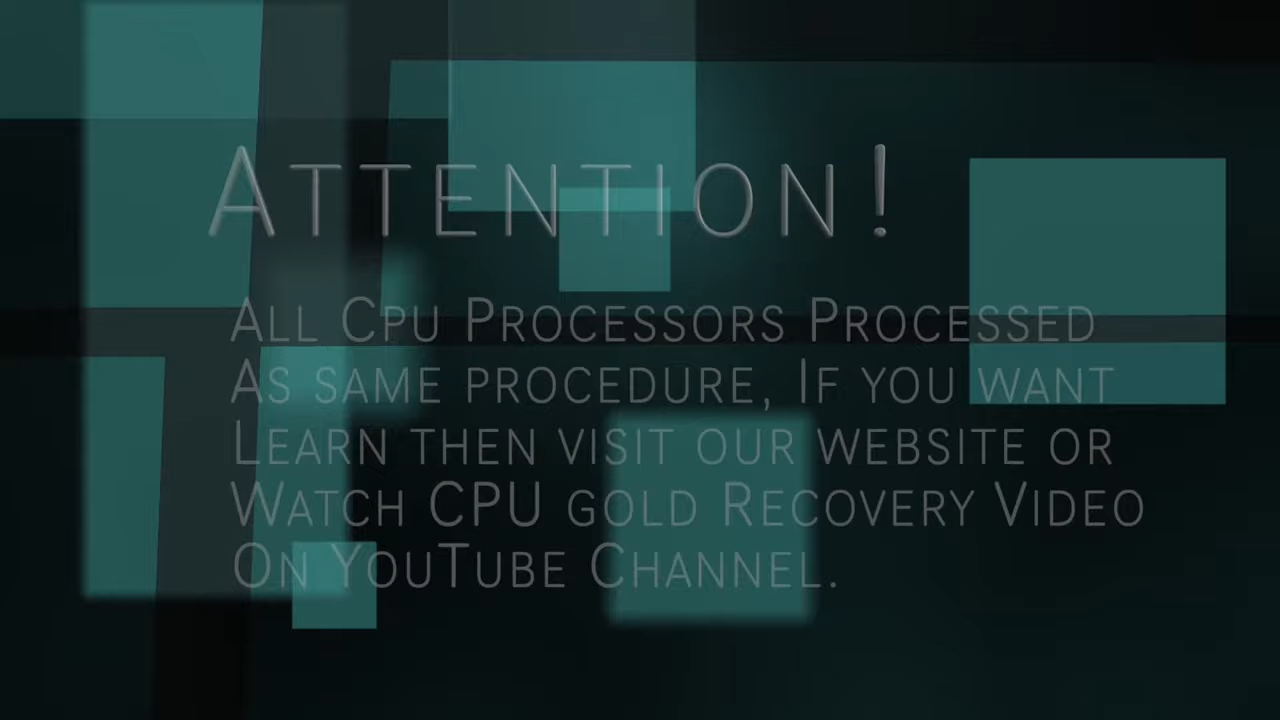 Attention!
All Cpu Processors Processed
As same procedure, If you want
Learn then visit our website or
Watch CPU gold Recovery Video
On YouTube Channel.